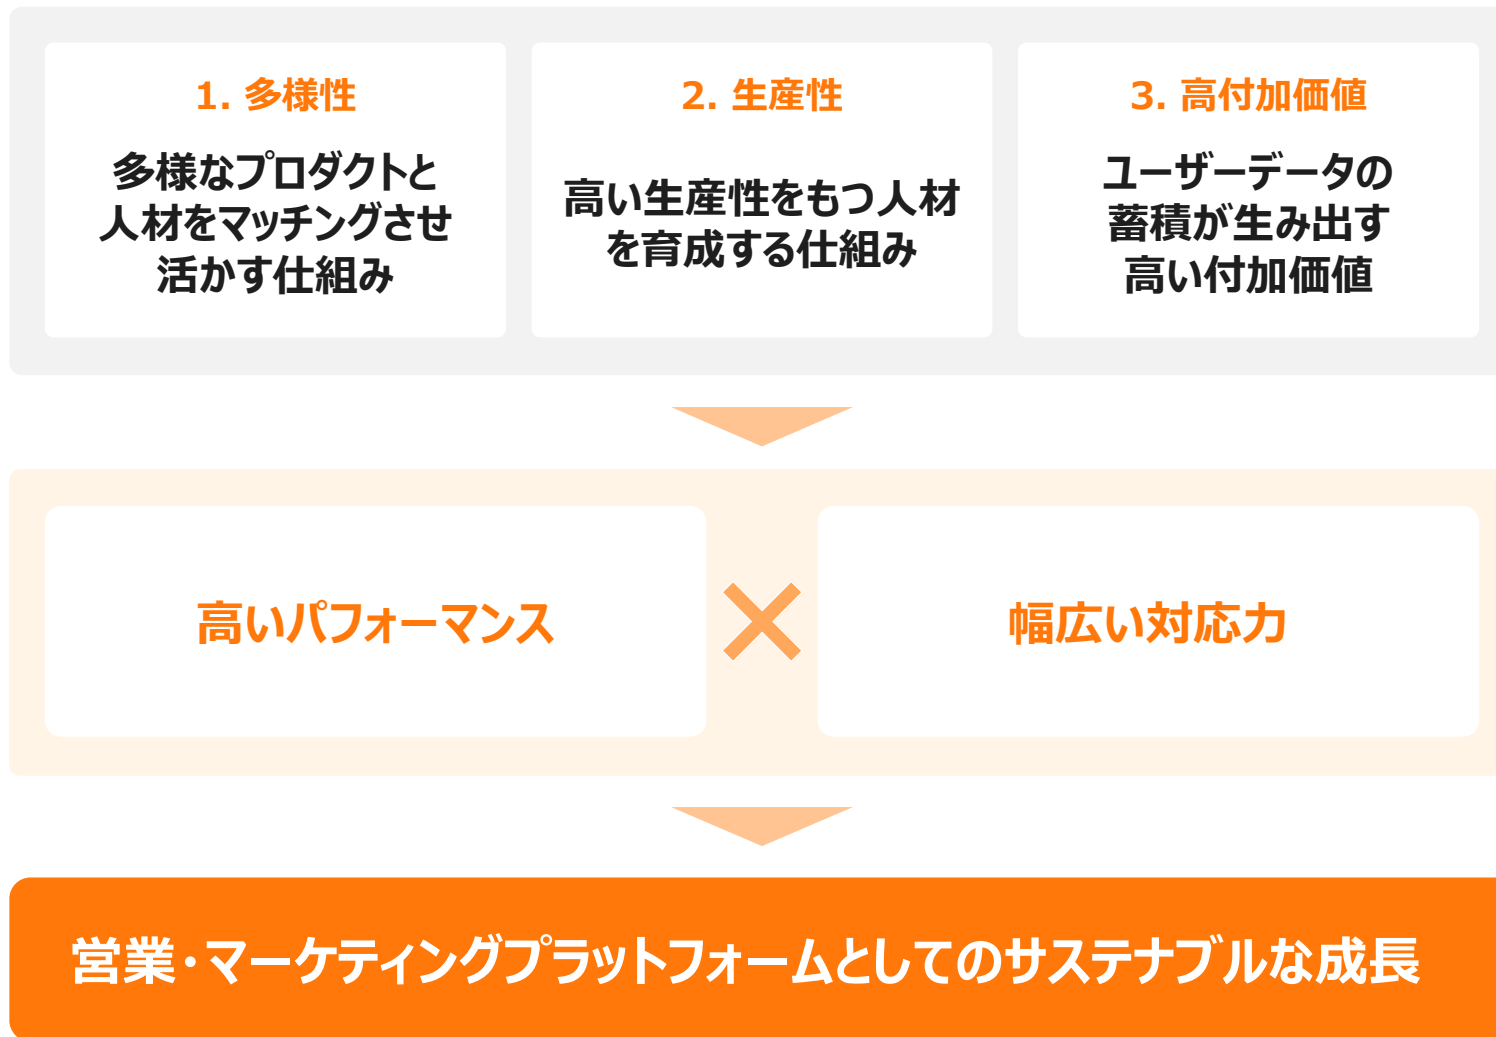 1. 多様性
多様なプロダクトと
人材をマッチングさせ
活かす仕組み
2. 生産性
高い生産性をもつ人材
を育成する仕組み
3. 高付加価値
ユーザーデータの
蓄積が生み出す
高い付加価値
高いパフォーマンス
×
幅広い対応力
営業・マーケティングプラットフォームとしてのサステナブルな成長